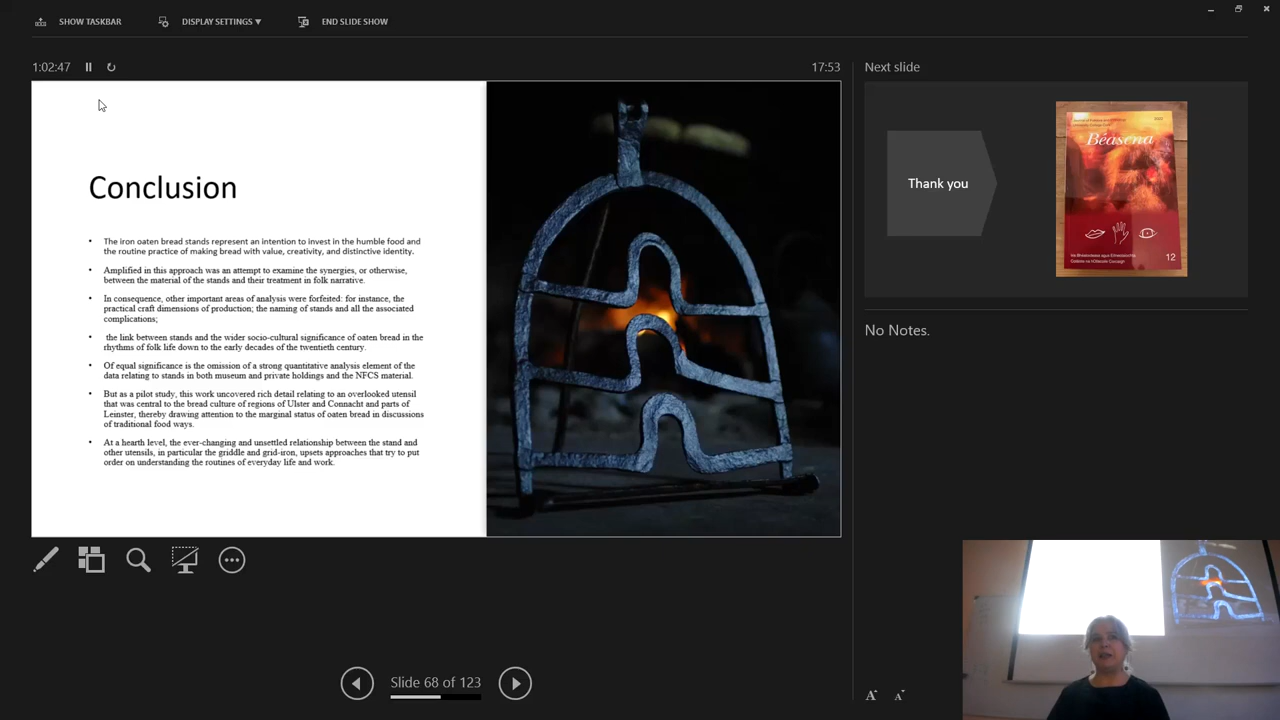 SHOW TASKBAR
DISPLAY SETTINGS ▼
END SLIDE SHOW
1:02:47
17:53
Conclusion
• The iron oaten bread stands represent an intention to invest in the humble food and
the routine practice of making bread with value, creativity, and distinctive identity.
• Amplified in this approach was an attempt to examine the synergies, or otherwise,
between the material of the stands and their treatment in folk narrative.
• In consequence, other important areas of analysis were forfeited: for instance, the
practical craft dimensions of production; the naming of stands and all the associated
complications;
• the link between stands and the wider socio-cultural significance of oaten bread in the
rhythms of folk life down to the early decades of the twentieth century.
• Of equal significance is the omission of a strong quantitative analysis element of the
data relating to stands in both museum and private holdings and the NFCS material.
• But as a pilot study, this work uncovered rich detail relating to an overlooked utensil
that was central to the bread culture of regions of Ulster and Connacht and parts of
Leinster, thereby drawing attention to the marginal status of oaten bread in discussions
of traditional food ways.
• At a hearth level, the ever-changing and unsettled relationship between the stand and
other utensils, in particular the griddle and grid-iron, upsets approaches that try to put
order on understanding the routines of everyday life and work.
Next slide
Thank you
Béascna
12
No Notes.
Slide 68 of 123
A A